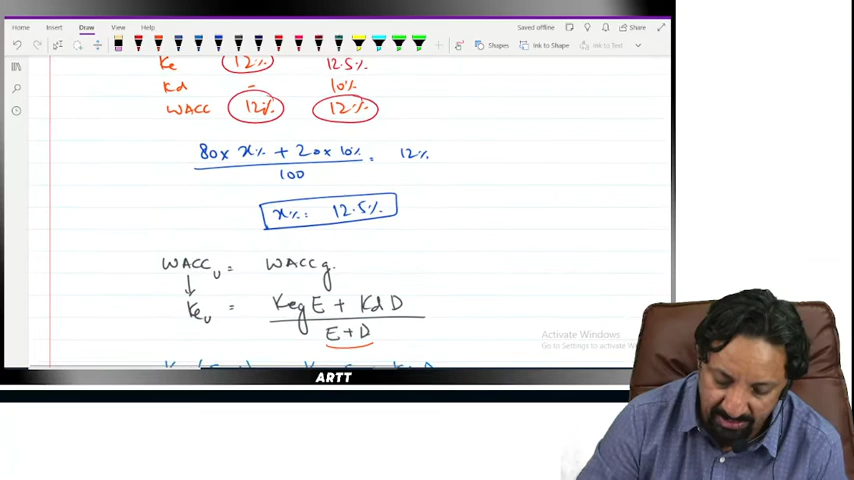 Home Insert Draw View Help Saved offline Share
Shapes Ink to Shape Ink to Text
Ke 12% 12.5%
Kd - 10%
WACC 12% 12%
80 x x% + 20 x 10% = 12%
100
x% = 12.5%
WACCu = WACCg.
↓
Keu = Keg E + Kd D
E + D
Activate Windows
Go to Settings to activate Windows
ARTT